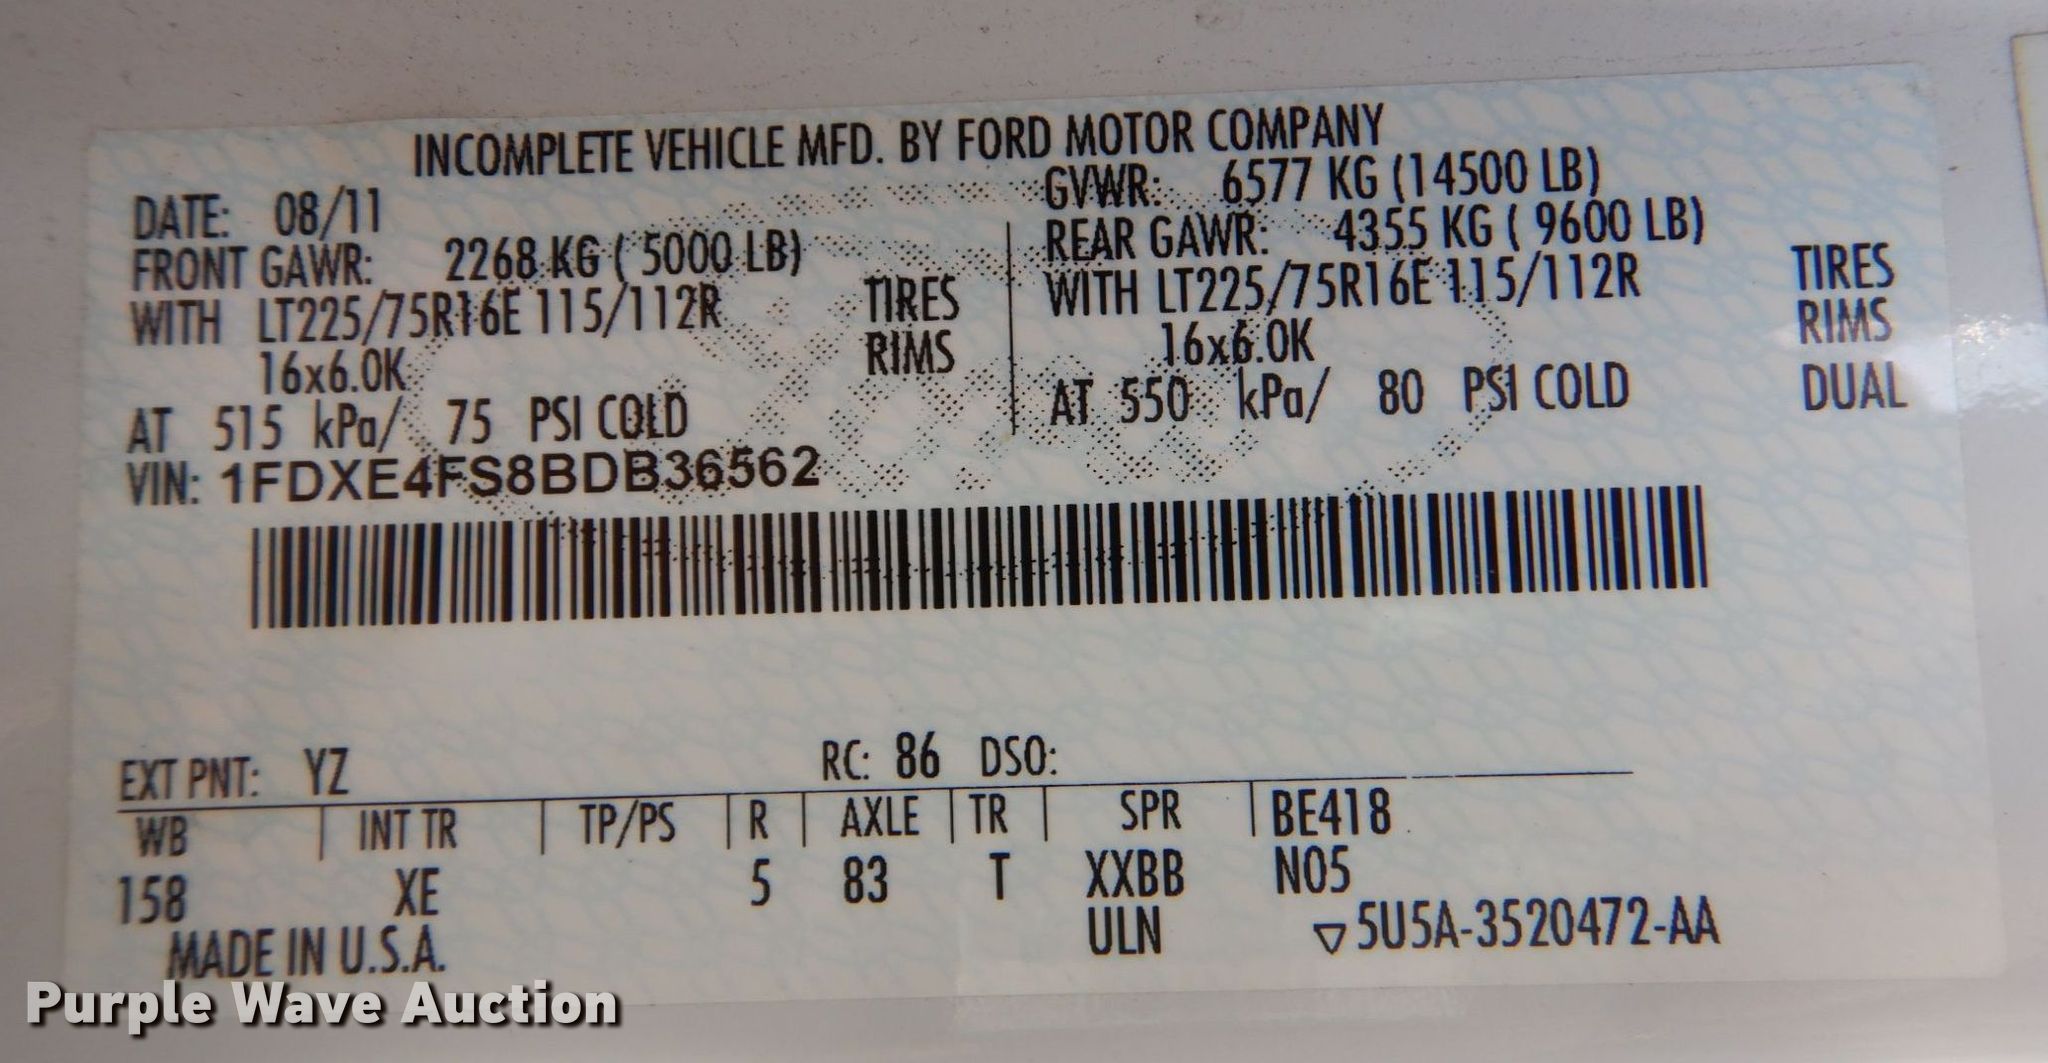 INCOMPLETE VEHICLE MFD. BY FORD MOTOR COMPANY
DATE: 08/11
GVWR: 6577 KG (14500 LB)
FRONT GAWR: 2268 KG ( 5000 LB)
WITH LT225/75R16E 115/112R TIRES
16x6.0K RIMS
AT 515 kPa/ 75 PSI COLD
REAR GAWR: 4355 KG ( 9600 LB)
WITH LT225/75R16E 115/112R TIRES
16x6.0K RIMS
AT 550 kPa/ 80 PSI COLD DUAL
VIN: 1FDXE4FS8BDB36562
EXT PNT: YZ RC: 86 DSO:
WB INT TR TP/PS R AXLE TR SPR BE418
158 XE 5 83 T XXBB N05
MADE IN U.S.A. ULN ▽5U5A-3520472-AA
Purple Wave Auction